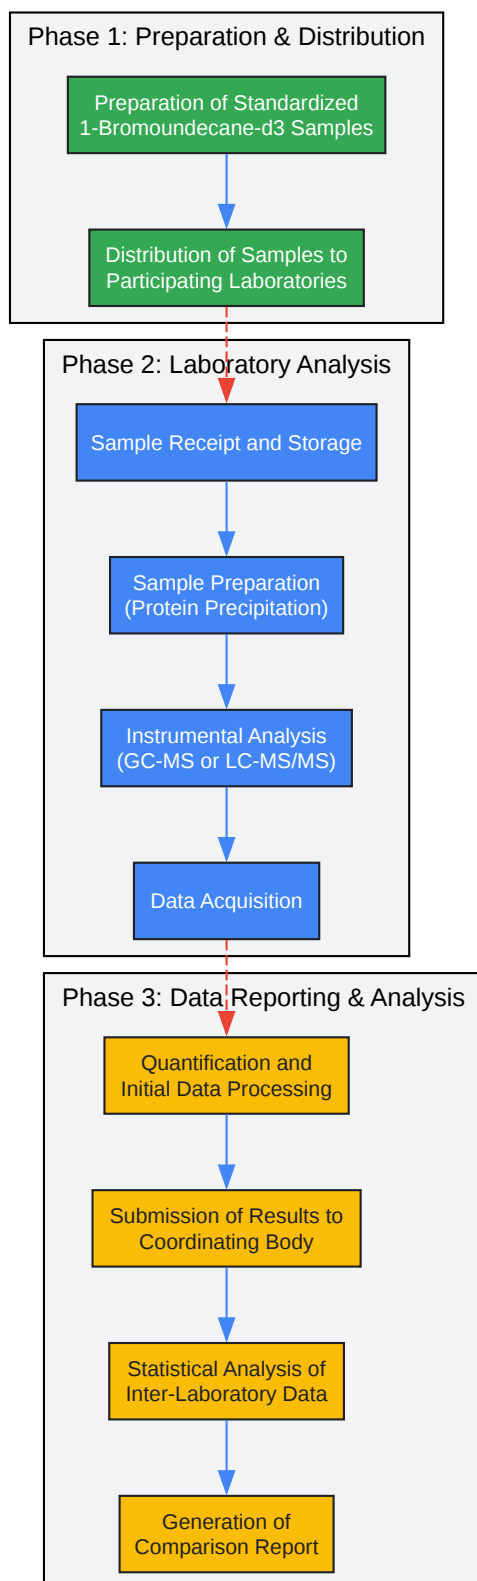 Phase 1: Preparation & Distribution
Preparation of Standardized
1-Bromoundecane-d3 Samples
Distribution of Samples to
Participating Laboratories
Phase 2: Laboratory Analysis
Sample Receipt and Storage
Sample Preparation
(Protein Precipitation)
Instrumental Analysis
(GC-MS or LC-MS/MS)
Data Acquisition
Phase 3: Data Reporting & Analysis
Quantification and
Initial Data Processing
Submission of Results to
Coordinating Body
Statistical Analysis of
Inter-Laboratory Data
Generation of
Comparison Report